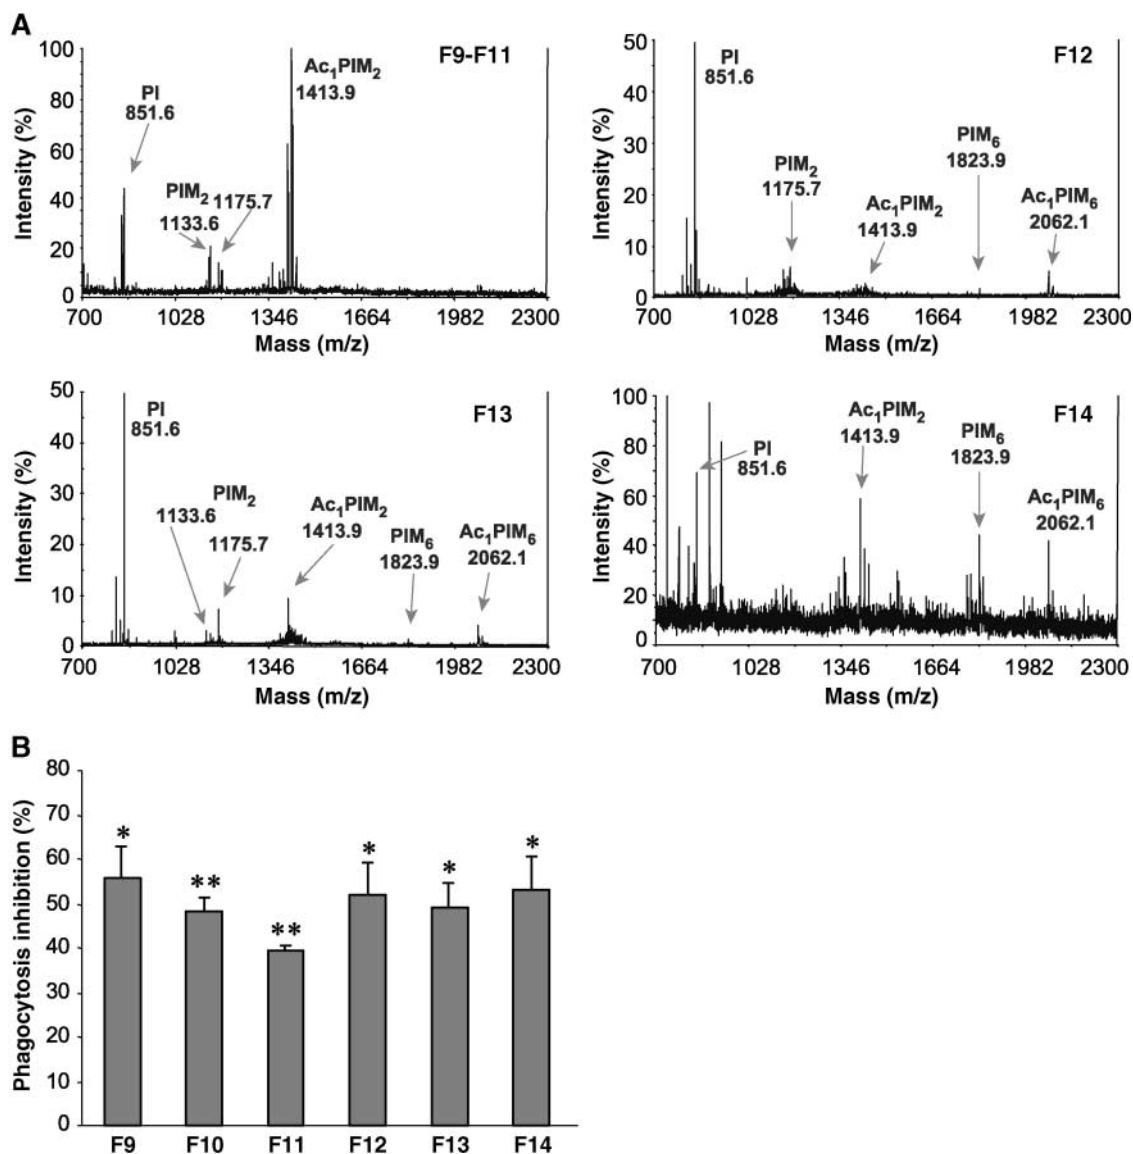 A
F9-F11
Intensity (%)
100
80
60
40
20
0
PI
851.6
PIM2
1133.6
1175.7
Ac1PIM2
1413.9
700 1028 1346 1664 1982 2300
Mass (m/z)
F12
Intensity (%)
50
40
30
20
10
0
PI
851.6
PIM2
1175.7
Ac1PIM2
1413.9
PIM6
1823.9
Ac1PIM6
2062.1
700 1028 1346 1664 1982 2300
Mass (m/z)
F13
Intensity (%)
50
40
30
20
10
0
PI
851.6
PIM2
1133.6
1175.7
Ac1PIM2
1413.9
PIM6
1823.9
Ac1PIM6
2062.1
700 1028 1346 1664 1982 2300
Mass (m/z)
F14
Intensity (%)
100
80
60
40
20
0
PI
851.6
Ac1PIM2
1413.9
PIM6
1823.9
Ac1PIM6
2062.1
700 1028 1346 1664 1982 2300
Mass (m/z)
B
Phagocytosis inhibition (%)
80
70
60
50
40
30
20
10
0
* ** ** * * *
F9 F10 F11 F12 F13 F14